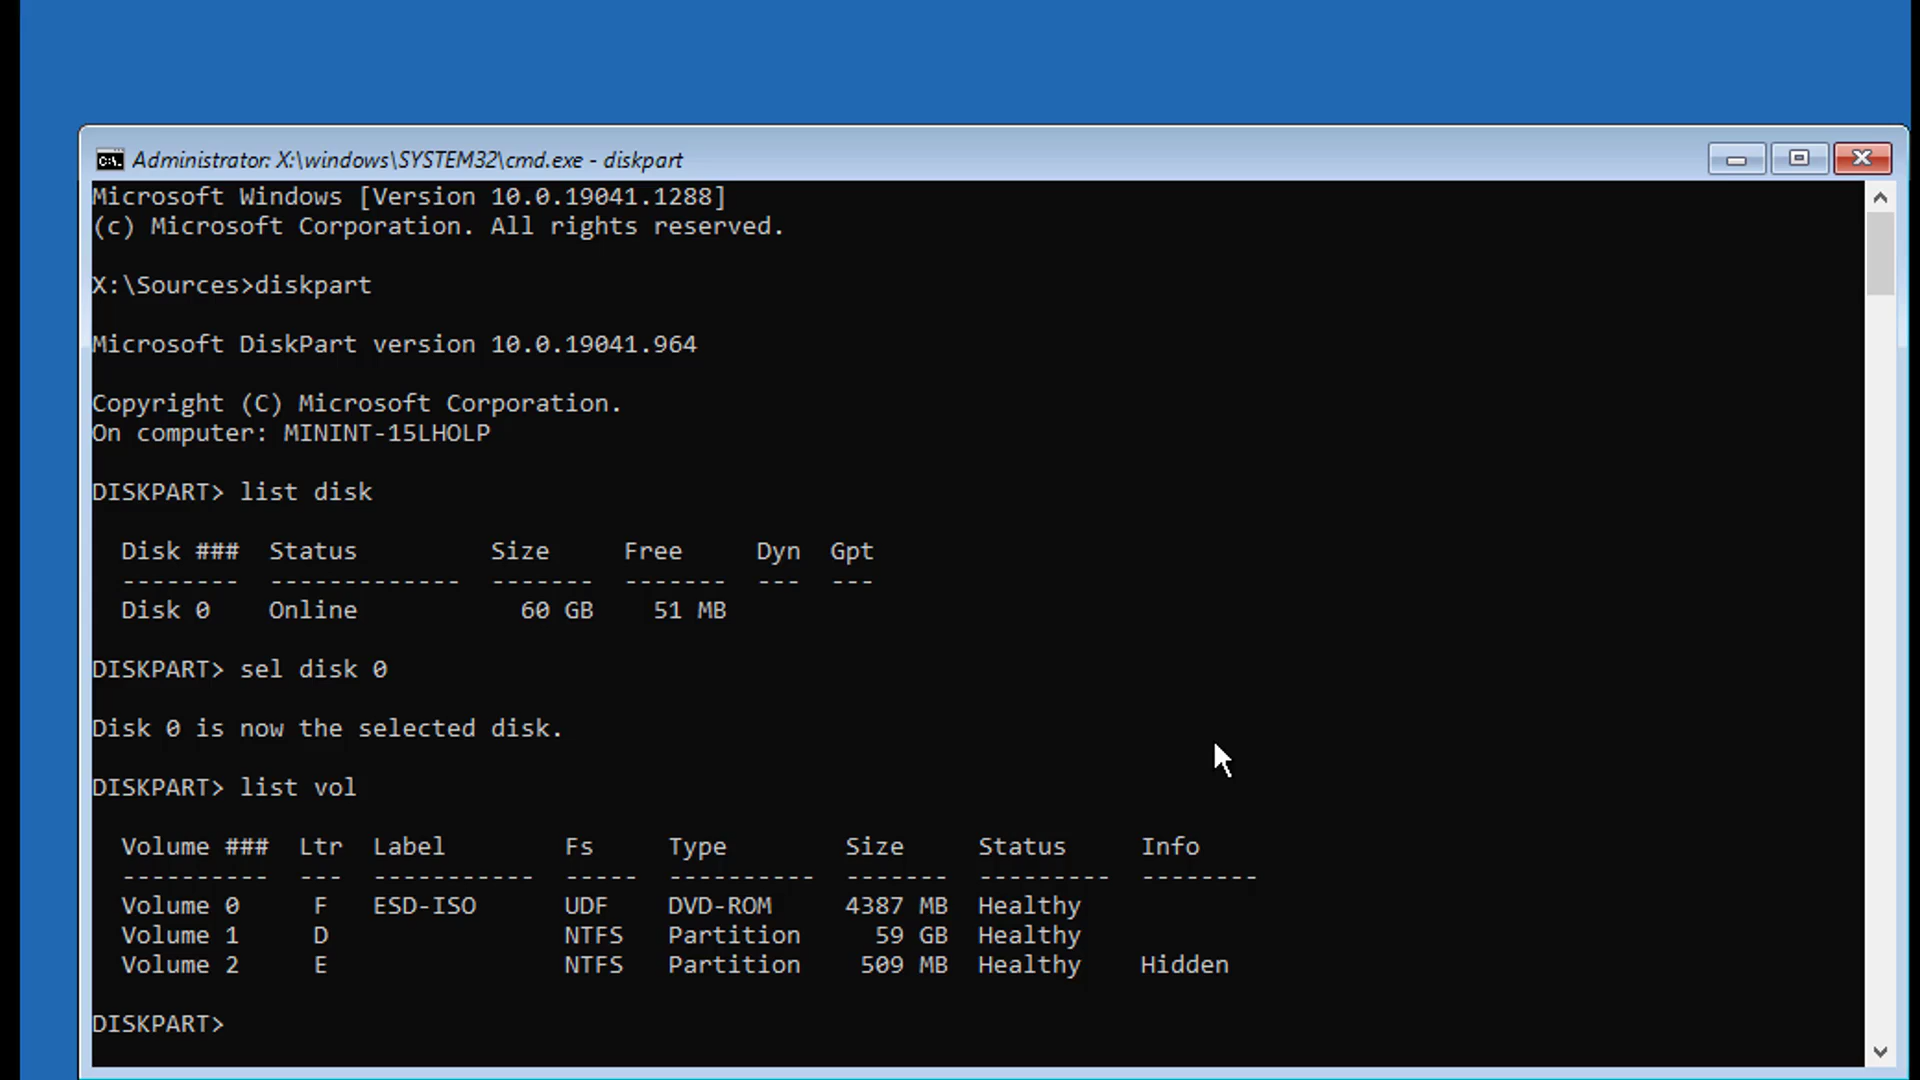 Administrator: X:\windows\SYSTEM32\cmd.exe - diskpart
Microsoft Windows [Version 10.0.19041.1288]
(c) Microsoft Corporation. All rights reserved.
X:\Sources>diskpart
Microsoft DiskPart version 10.0.19041.964
Copyright (C) Microsoft Corporation.
On computer: MININT-15LHOLP
DISKPART> list disk
Disk ###  Status         Size     Free     Dyn  Gpt
--------  -------------  -------  -------  ---  ---
Disk 0    Online           60 GB    51 MB
DISKPART> sel disk 0
Disk 0 is now the selected disk.
DISKPART> list vol
Volume ###  Ltr  Label        Fs     Type        Size     Status     Info
----------  ---  -----------  -----  ----------  -------  ---------  --------
Volume 0     F   ESD-ISO      UDF    DVD-ROM     4387 MB  Healthy
Volume 1     D                NTFS   Partition     59 GB  Healthy
Volume 2     E                NTFS   Partition    509 MB  Healthy    Hidden
DISKPART>